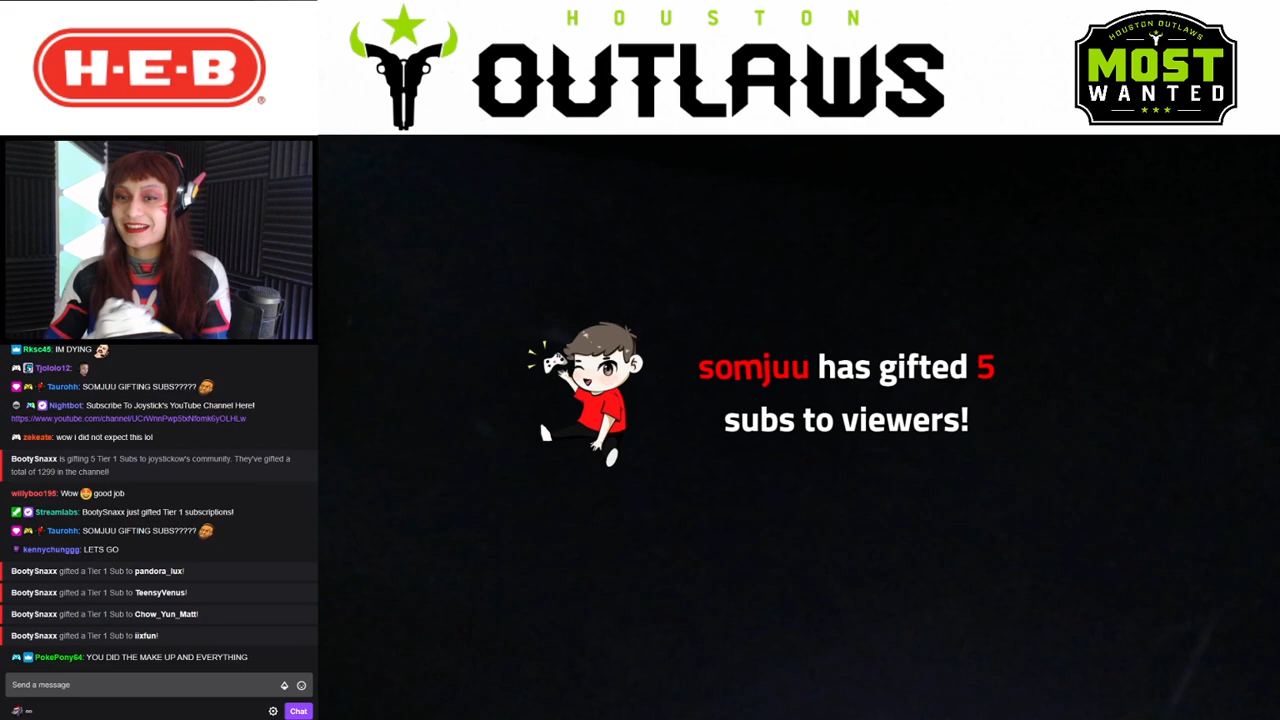 H-E-B
HOUSTON
OUTLAWS
HOUSTON OUTLAWS
MOST
WANTED
somjuu has gifted 5
subs to viewers!
Rksc45: IM DYING
Tjololo12:
Taurohh: SOMJUU GIFTING SUBS?????
Nightbot: Subscribe To Joystick's YouTube Channel Here!
zekeate: wow i did not expect this lol
BootySnaxx is gifting 5 Tier 1 Subs to joystickow's community. They've gifted a
total of 1299 in the channel!
willyboo195: Wow good job
Streamlabs: BootySnaxx just gifted Tier 1 subscriptions!
Taurohh: SOMJUU GIFTING SUBS?????
kennychunggg: LETS GO
BootySnaxx gifted a Tier 1 Sub to pandora_lux!
BootySnaxx gifted a Tier 1 Sub to TeensyVenus!
BootySnaxx gifted a Tier 1 Sub to Chow_Yun_Matt!
BootySnaxx gifted a Tier 1 Sub to iixfun!
PokePony64: YOU DID THE MAKE UP AND EVERYTHING
Send a message
Chat